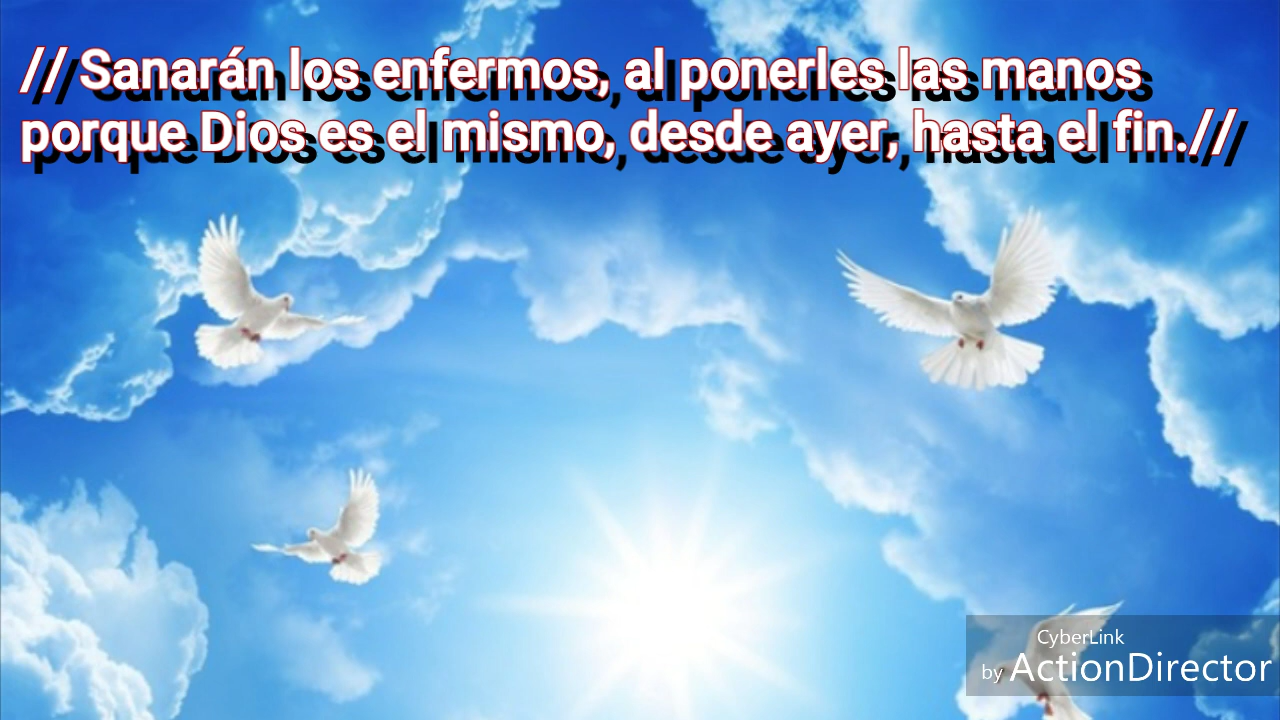 // Sanarán los enfermos, al ponerles las manos
porque Dios es el mismo, desde ayer, hasta el fin.//
CyberLink
by ActionDirector